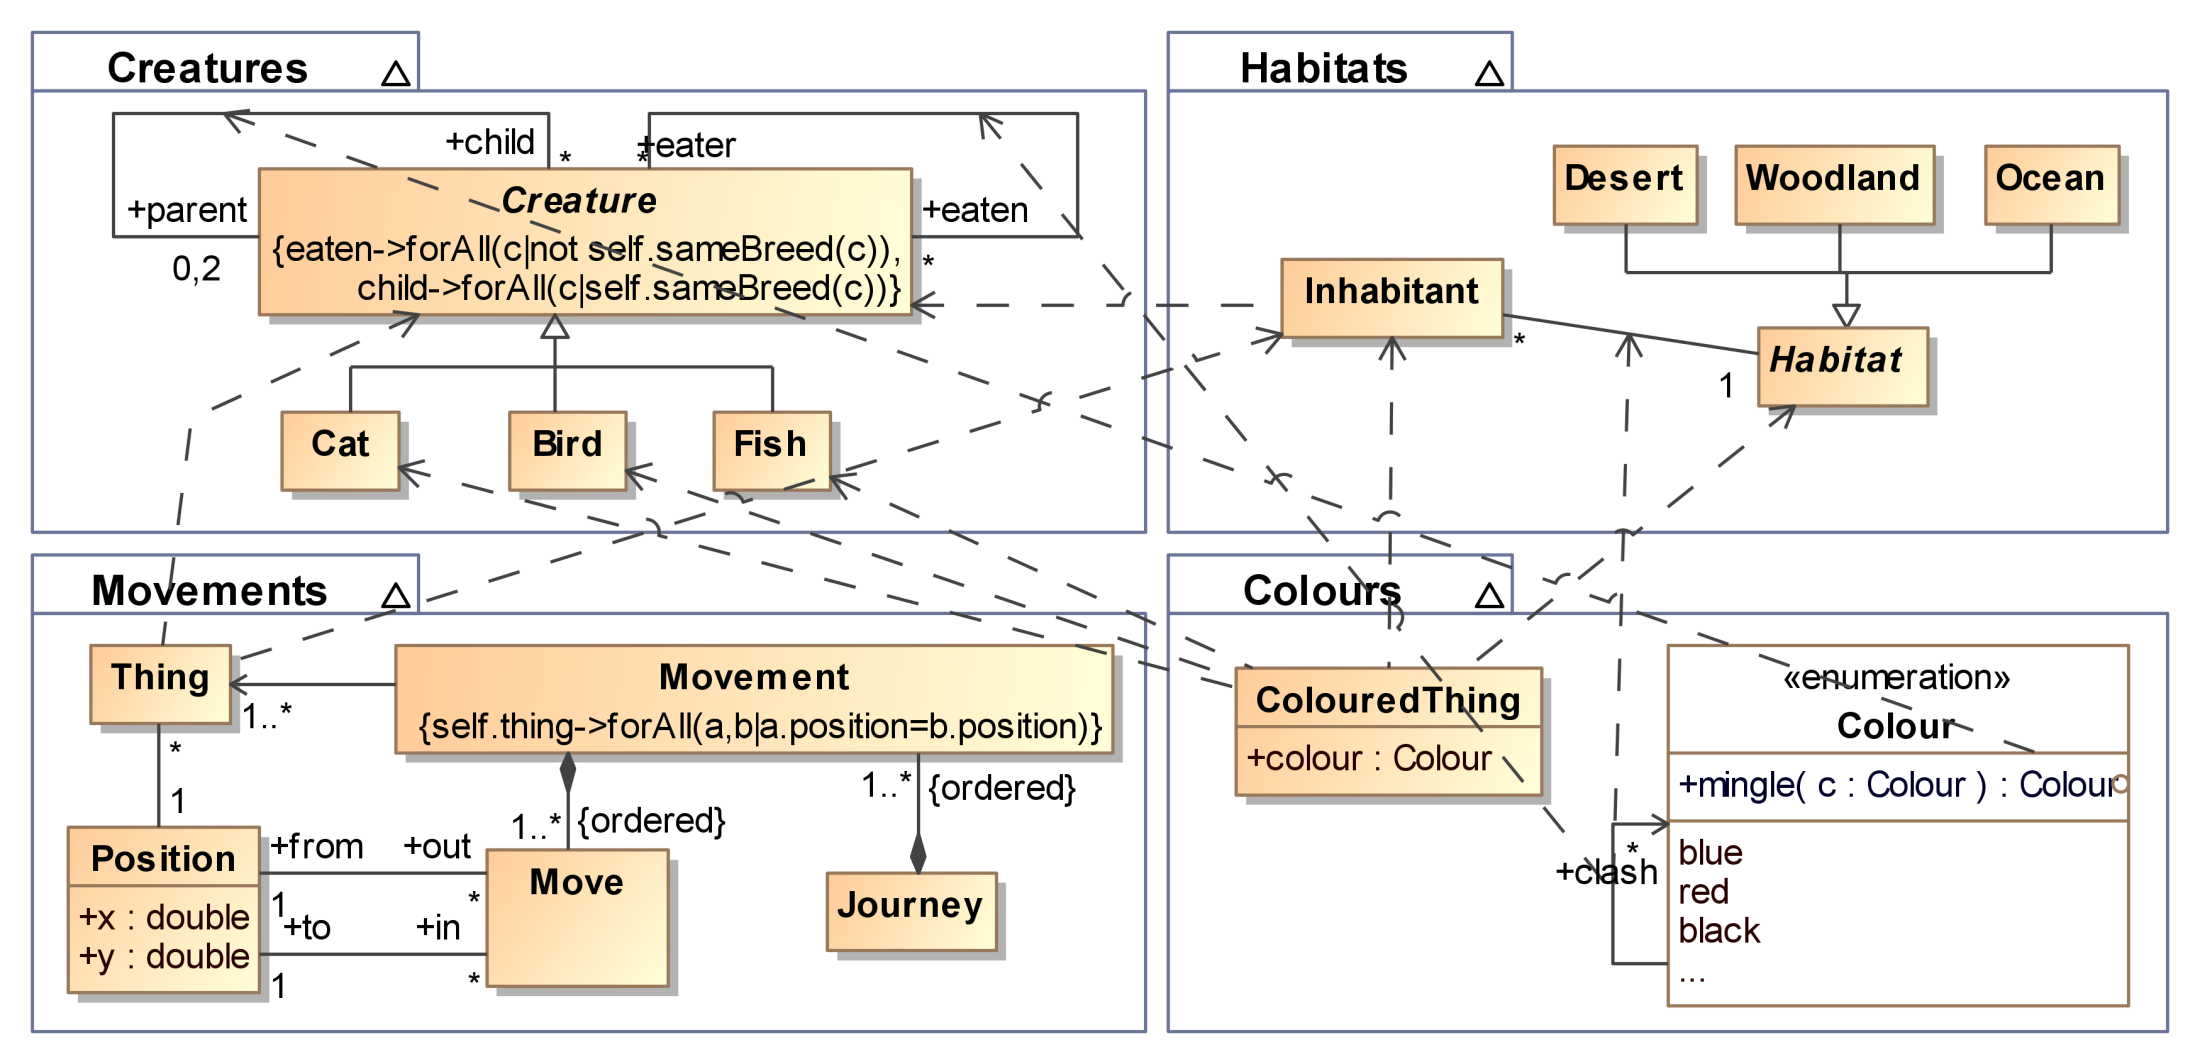 Creatures
+child
*
*
+eater
+parent
0,2
Creature
{eaten->forAll(c|not self.sameBreed(c)),
child->forAll(c|self.sameBreed(c))}
+eaten
*
Cat
Bird
Fish
Habitats
Desert
Woodland
Ocean
Inhabitant
*
1
Habitat
Movements
Thing
1..*
Movement
{self.thing->forAll(a,b|a.position=b.position)}
*
1
1..*
{ordered}
1..*
{ordered}
Position
+x : double
+y : double
+from
+out
1
*
+to
+in
1
*
Move
Journey
Colours
ColouredThing
+colour : Colour
«enumeration»
Colour
+mingle( c : Colour ) : Colour
*
+clash
blue
red
black
...